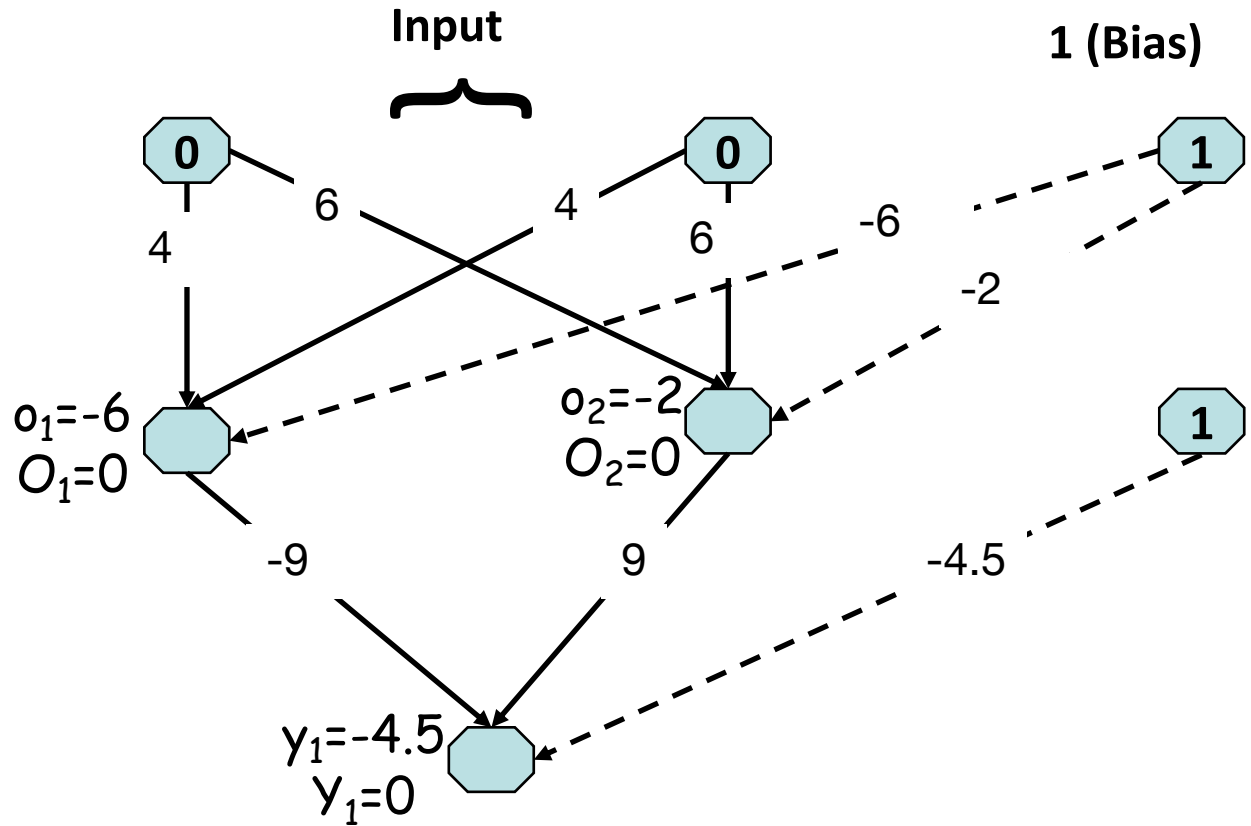 Input
1 (Bias)
0
0
1
6
4
-6
4
6
-2
o₁=-6
O₁=0
o₂=-2
O₂=0
1
-9
9
-4.5
y₁=-4.5
Y₁=0